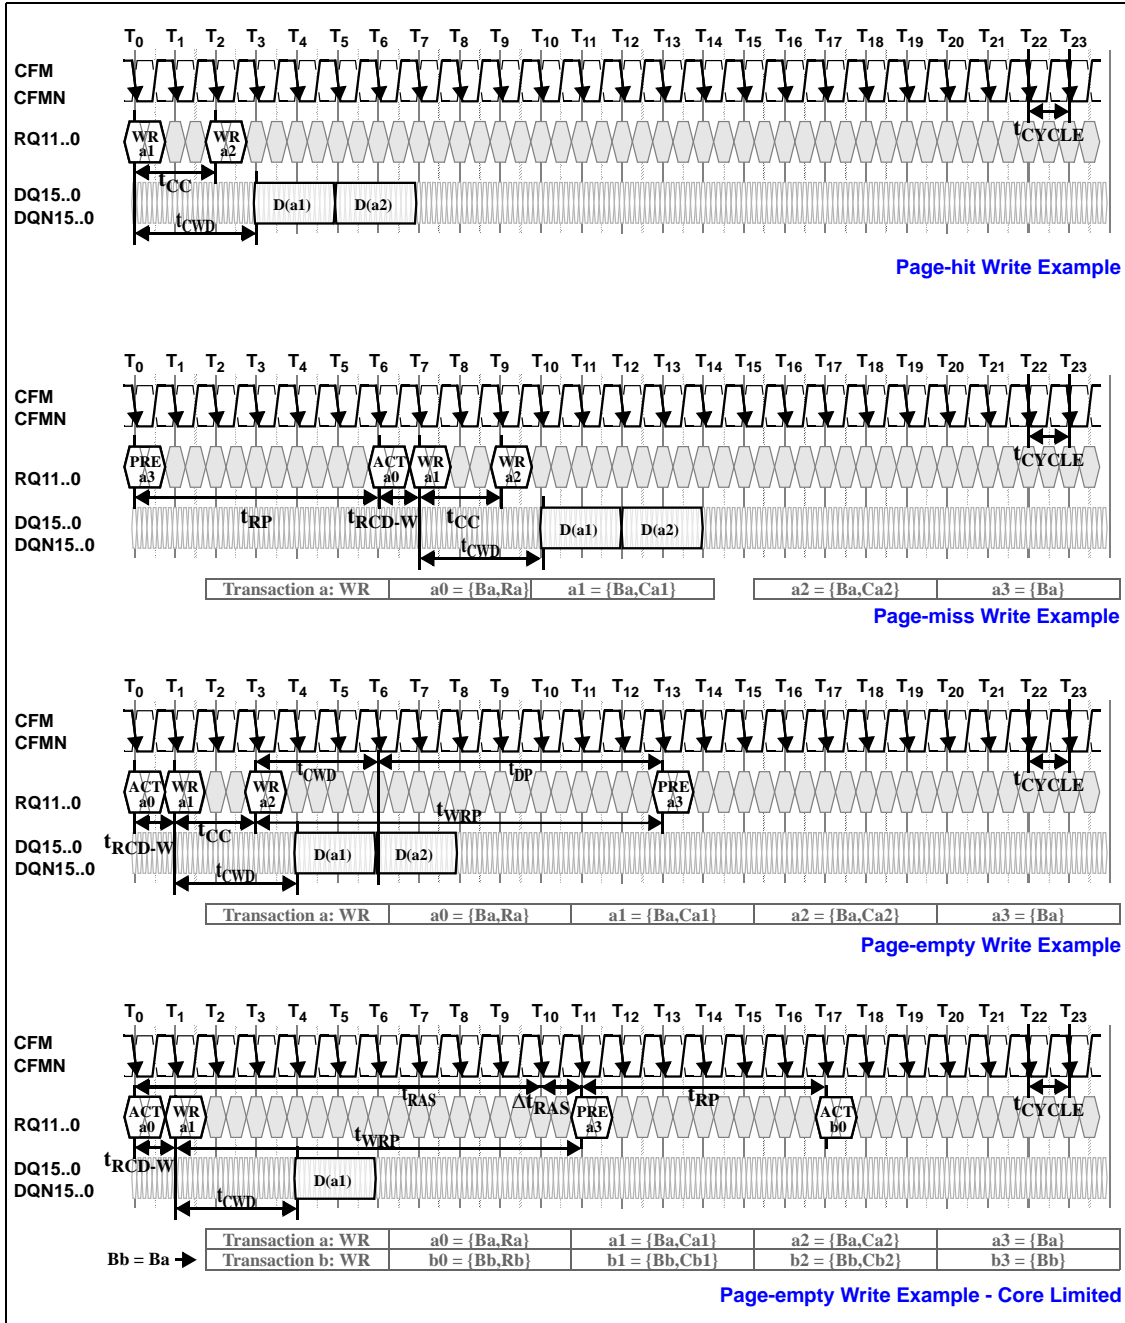 T0 T1 T2 T3 T4 T5 T6 T7 T8 T9 T10 T11 T12 T13 T14 T15 T16 T17 T18 T19 T20 T21 T22 T23
CFM
CFMN
RQ11..0
WR a1
WR a2
tCYCLE
tCC
DQ15..0
DQN15..0
D(a1)
D(a2)
tCWD
Page-hit Write Example
T0 T1 T2 T3 T4 T5 T6 T7 T8 T9 T10 T11 T12 T13 T14 T15 T16 T17 T18 T19 T20 T21 T22 T23
CFM
CFMN
RQ11..0
PRE a3
ACT a0
WR a1
WR a2
tCYCLE
tRP
tRCD-W
tCC
DQ15..0
DQN15..0
D(a1)
D(a2)
tCWD
Transaction a: WR a0 = {Ba,Ra} a1 = {Ba,Ca1} a2 = {Ba,Ca2} a3 = {Ba}
Page-miss Write Example
T0 T1 T2 T3 T4 T5 T6 T7 T8 T9 T10 T11 T12 T13 T14 T15 T16 T17 T18 T19 T20 T21 T22 T23
CFM
CFMN
tCWD
tDP
RQ11..0
ACT a0
WR a1
WR a2
PRE a3
tCYCLE
tRCD-W
tCC
tWRP
DQ15..0
DQN15..0
D(a1)
D(a2)
tCWD
Transaction a: WR a0 = {Ba,Ra} a1 = {Ba,Ca1} a2 = {Ba,Ca2} a3 = {Ba}
Page-empty Write Example
T0 T1 T2 T3 T4 T5 T6 T7 T8 T9 T10 T11 T12 T13 T14 T15 T16 T17 T18 T19 T20 T21 T22 T23
CFM
CFMN
tRAS
ΔtRAS
tRP
RQ11..0
ACT a0
WR a1
PRE a3
ACT b0
tCYCLE
tRCD-W
tWRP
DQ15..0
DQN15..0
D(a1)
tCWD
Transaction a: WR a0 = {Ba,Ra} a1 = {Ba,Ca1} a2 = {Ba,Ca2} a3 = {Ba}
Bb = Ba Transaction b: WR b0 = {Bb,Rb} b1 = {Bb,Cb1} b2 = {Bb,Cb2} b3 = {Bb}
Page-empty Write Example - Core Limited